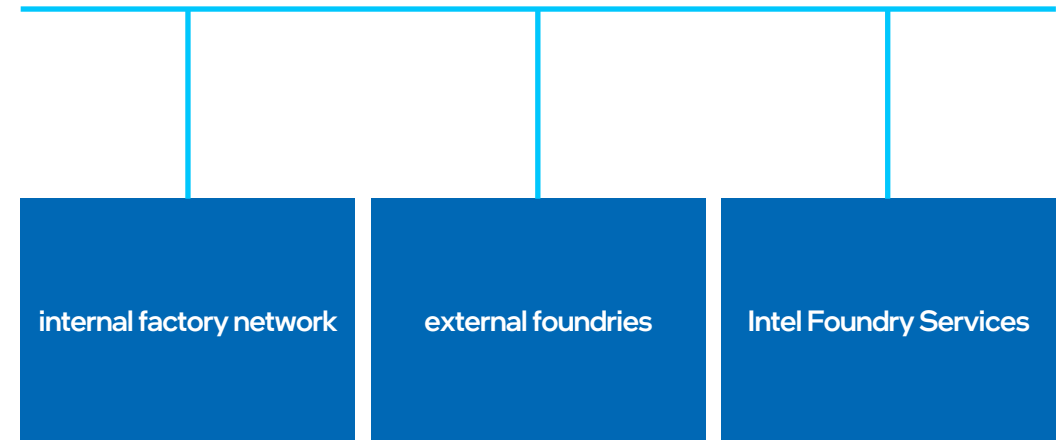 internal factory network
external foundries
Intel Foundry Services